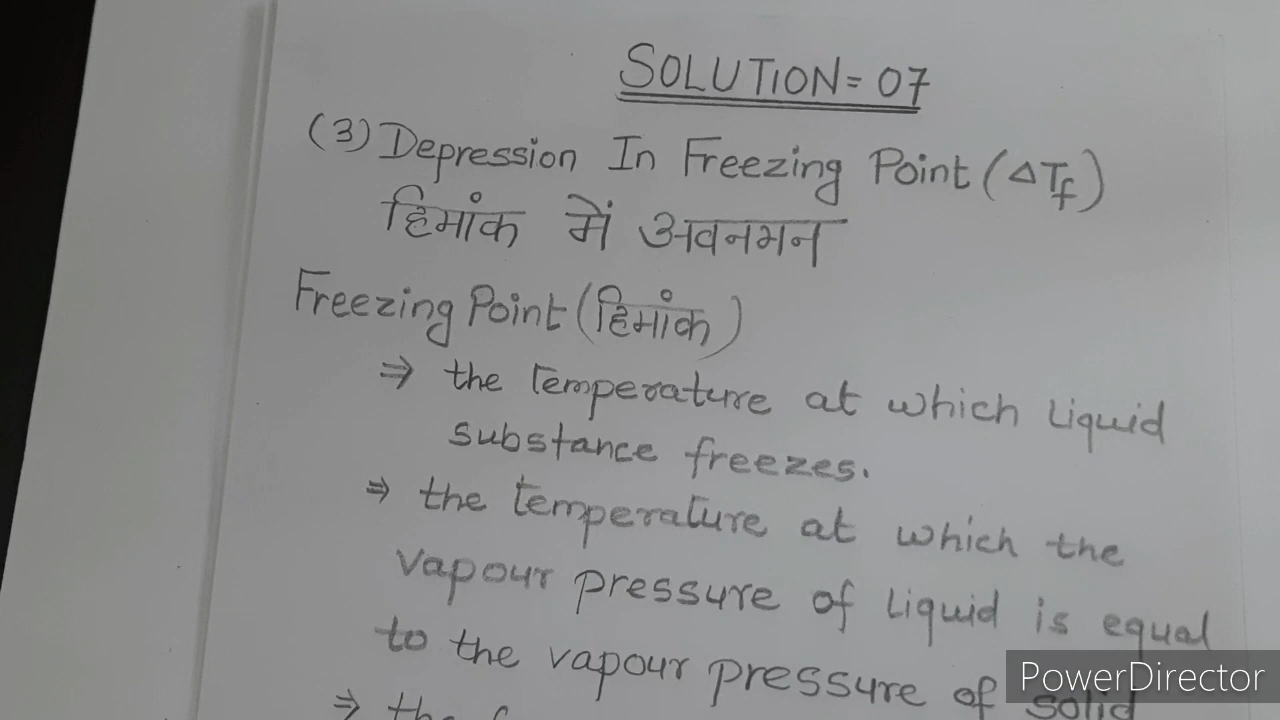 SOLUTION = 07
(3) Depression In Freezing Point (ΔTf)
हिमांक में अवनमन
Freezing Point (हिमांक)
⇒ the temperature at which liquid
substance freezes.
⇒ the temperature at which the
vapour pressure of liquid is equal
to the vapour pressure of solid
⇒ the
PowerDirector